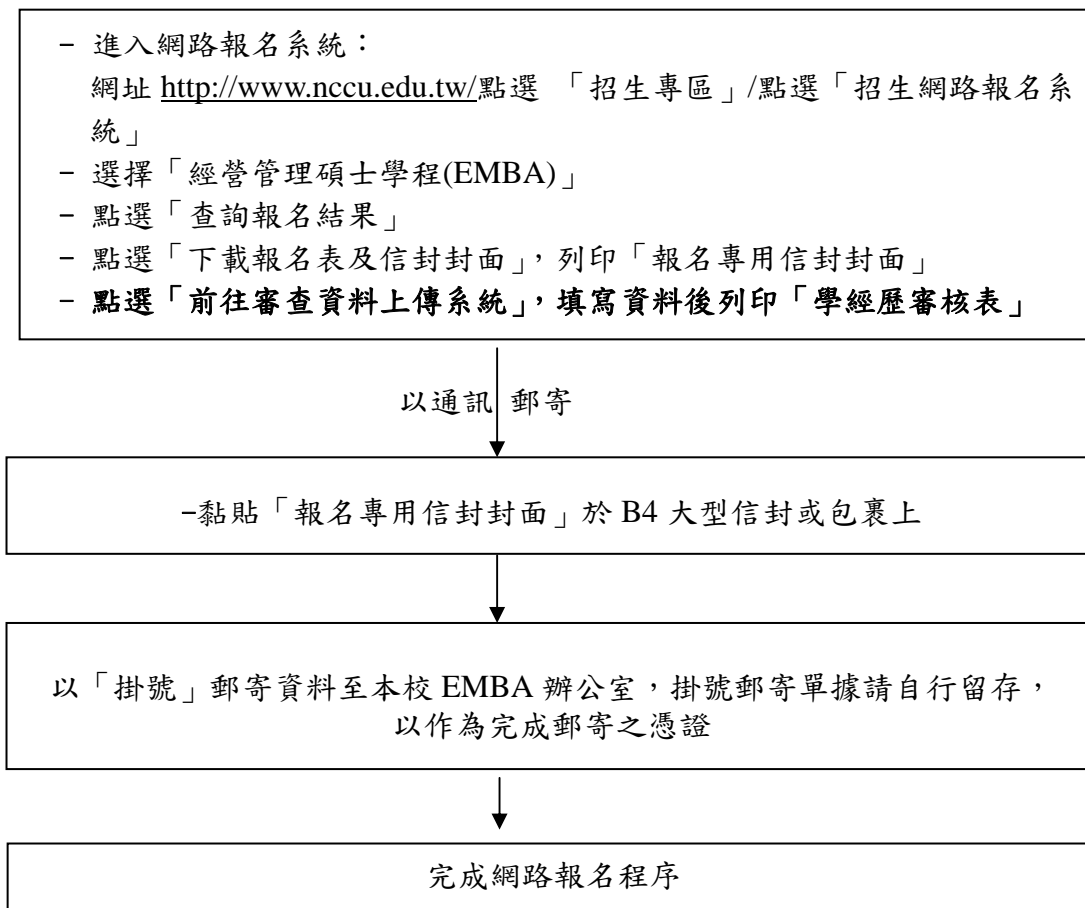 - 進入網路報名系統：
網址 http://www.nccu.edu.tw/點選 「招生專區」/點選「招生網路報名系
統」
- 選擇「經營管理碩士學程(EMBA)」
- 點選「查詢報名結果」
- 點選「下載報名表及信封封面」，列印「報名專用信封封面」
- 點選「前往審查資料上傳系統」，填寫資料後列印「學經歷審核表」
以通訊 郵寄
-黏貼「報名專用信封封面」於 B4 大型信封或包裹上
以「掛號」郵寄資料至本校 EMBA 辦公室，掛號郵寄單據請自行留存，
以作為完成郵寄之憑證
完成網路報名程序